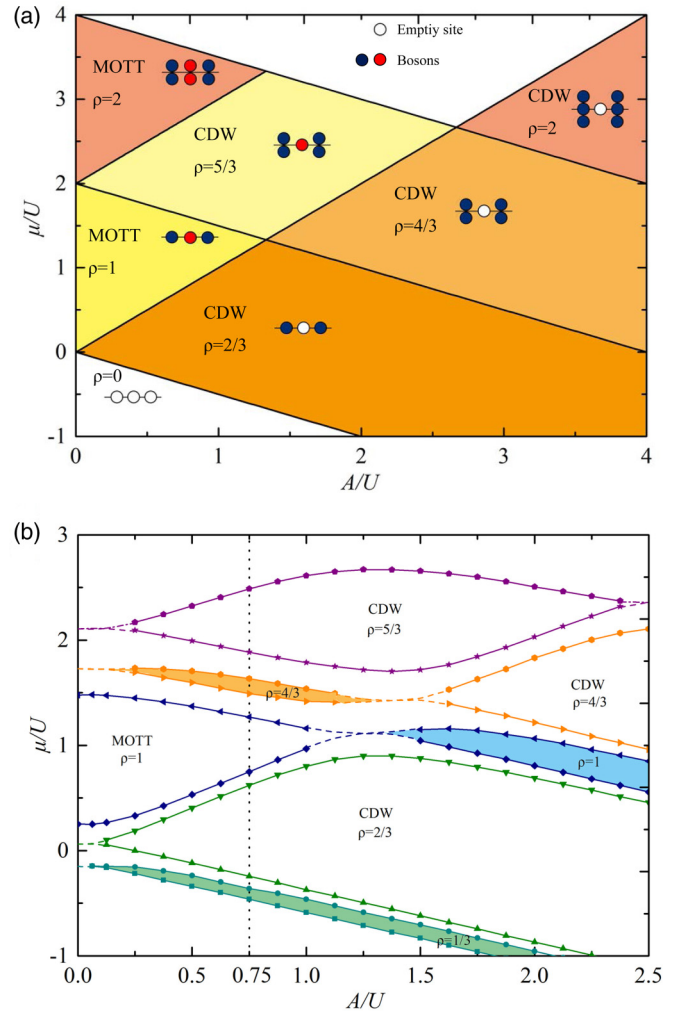 (a)
4
3
2
1
0
-1
μ/U
0
1
2
3
4
A/U
Emptiy site
Bosons
MOTT
ρ=2
CDW
ρ=5/3
CDW
ρ=2
CDW
ρ=4/3
MOTT
ρ=1
CDW
ρ=2/3
ρ=0
(b)
3
2
1
0
-1
μ/U
0.0
0.5
0.75
1.0
1.5
2.0
2.5
A/U
CDW
ρ=5/3
ρ=4/3
CDW
ρ=4/3
MOTT
ρ=1
ρ=1
CDW
ρ=2/3
ρ=1/3